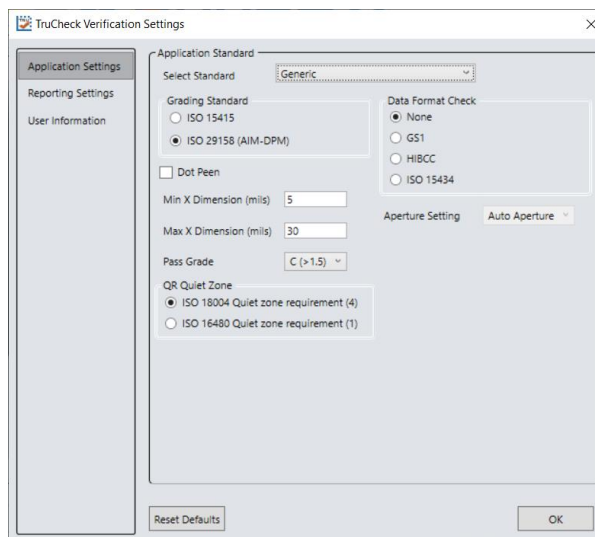 TruCheck Verification Settings
Application Settings
Reporting Settings
User Information
Application Standard
Select Standard
Generic
Grading Standard
ISO 15415
ISO 29158 (AIM-DPM)
Data Format Check
None
GS1
HIBCC
ISO 15434
Dot Peen
Min X Dimension (mils) 5
Max X Dimension (mils) 30
Aperture Setting Auto Aperture
Pass Grade C (>1.5)
QR Quiet Zone
ISO 18004 Quiet zone requirement (4)
ISO 16480 Quiet zone requirement (1)
Reset Defaults
OK